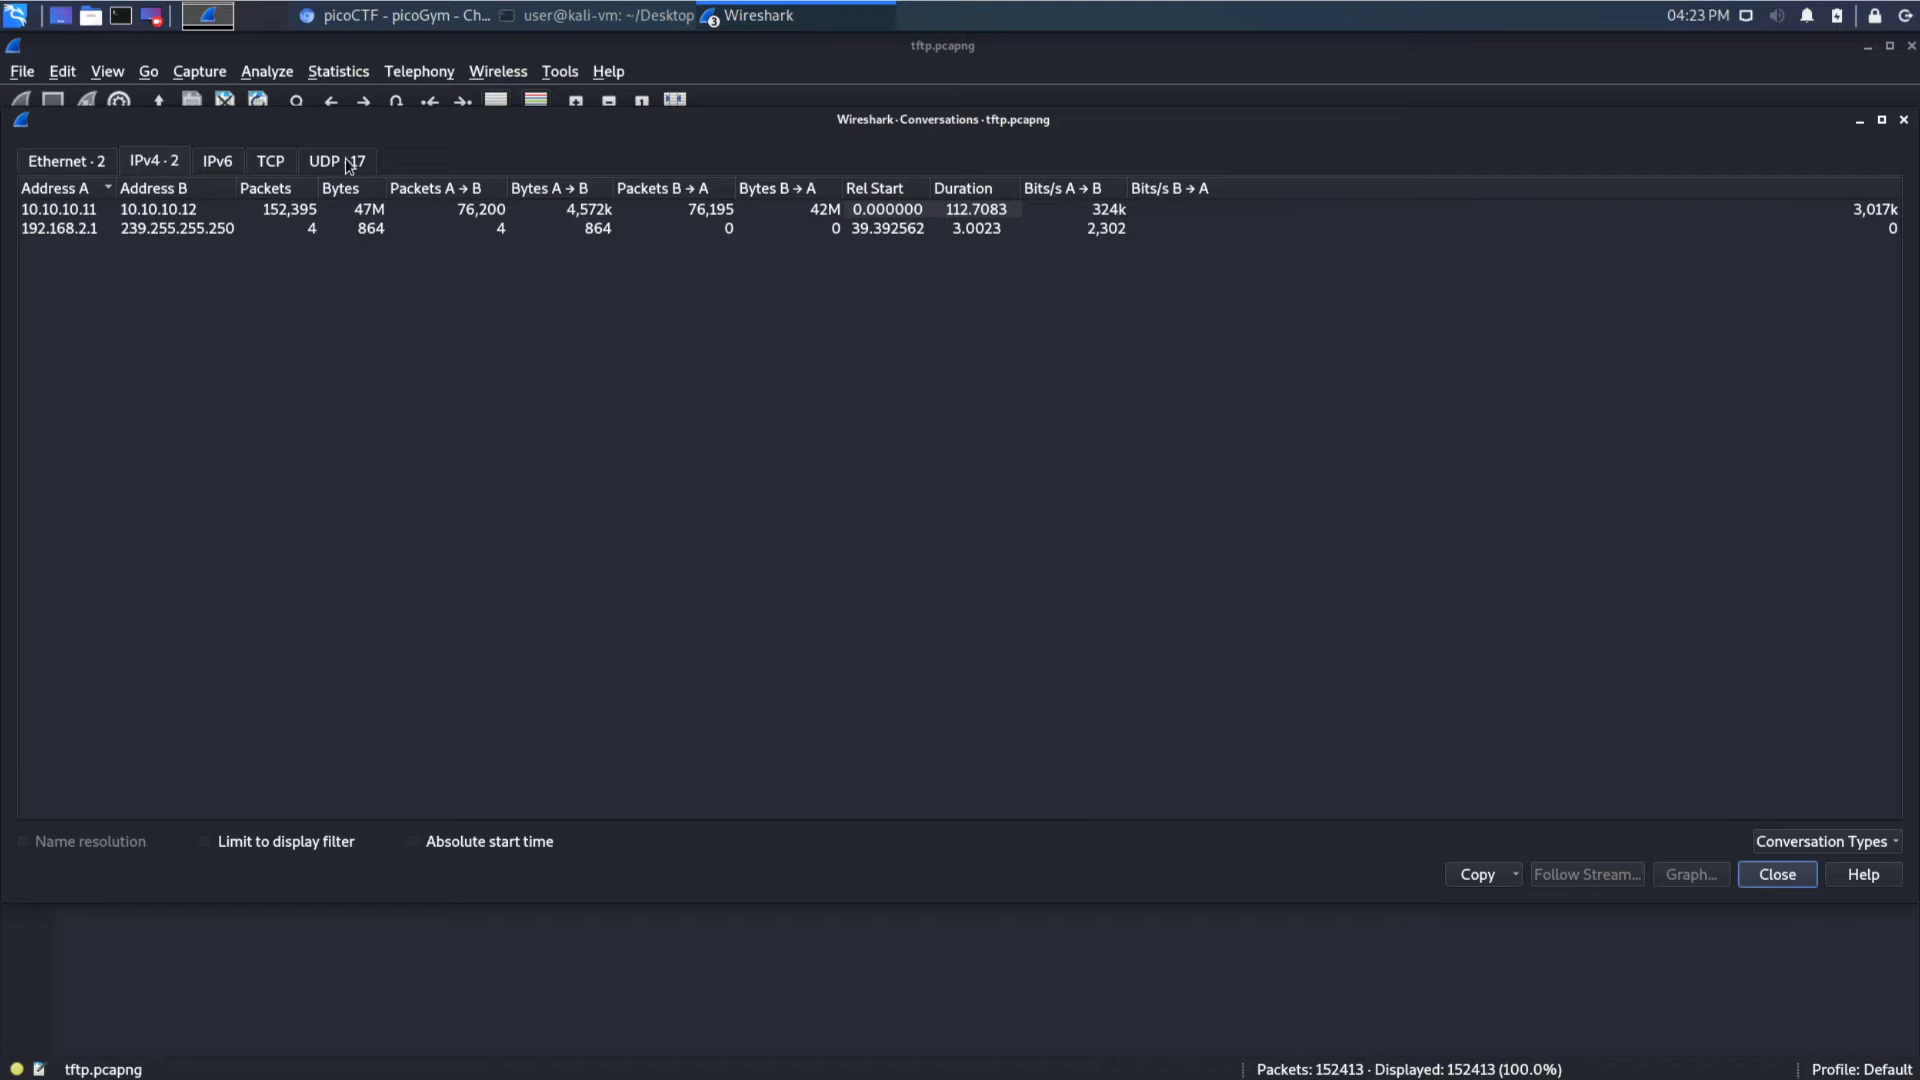 picoCTF - picoGym - Ch... user@kali-vm: ~/Desktop 3 Wireshark 04:23 PM
tftp.pcapng
File Edit View Go Capture Analyze Statistics Telephony Wireless Tools Help
Wireshark · Conversations · tftp.pcapng
Ethernet · 2 IPv4 · 2 IPv6 TCP UDP · 17
Address A Address B Packets Bytes Packets A → B Bytes A → B Packets B → A Bytes B → A Rel Start Duration Bits/s A → B Bits/s B → A
10.10.10.11 10.10.10.12 152,395 47M 76,200 4,572k 76,195 42M 0.000000 112.7083 324k 3,017k
192.168.2.1 239.255.255.250 4 864 4 864 0 0 39.392562 3.0023 2,302 0
Name resolution Limit to display filter Absolute start time Conversation Types
Copy Follow Stream... Graph... Close Help
tftp.pcapng Packets: 152413 · Displayed: 152413 (100.0%) Profile: Default